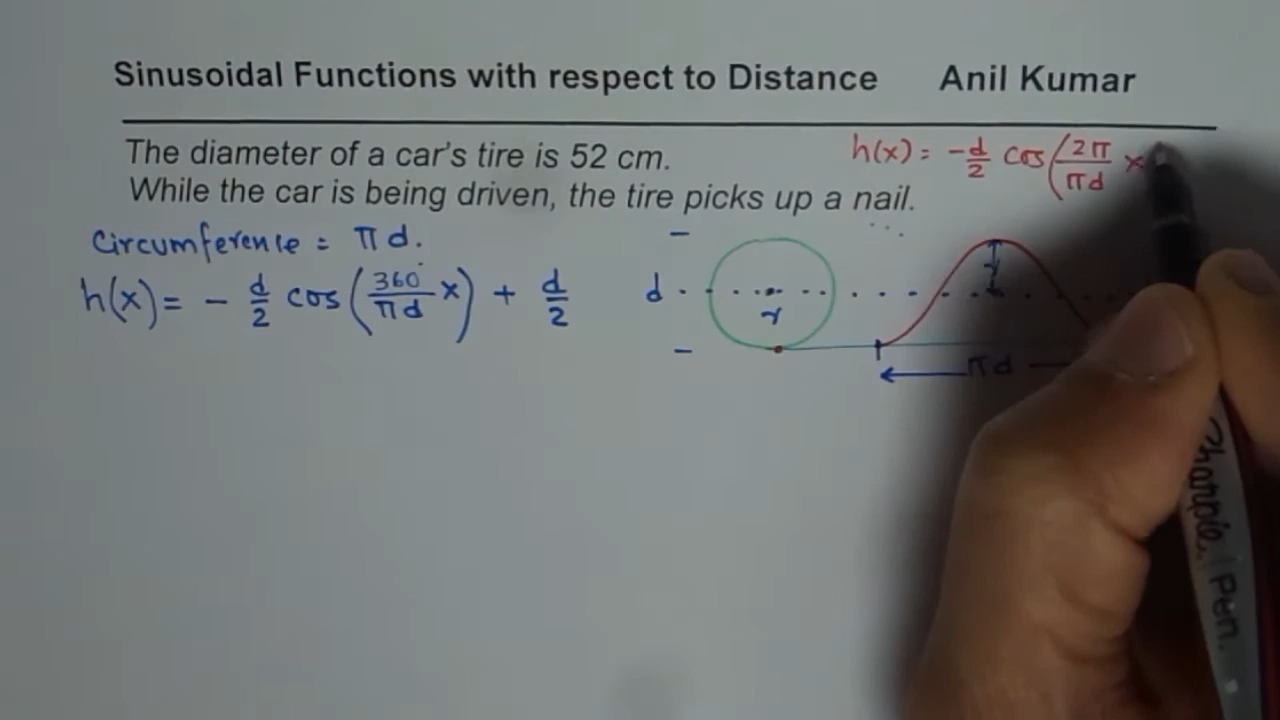 Sinusoidal Functions with respect to Distance Anil Kumar
The diameter of a car's tire is 52 cm.
While the car is being driven, the tire picks up a nail.
h(x) = -d/2 cos(2π/πd x
Circumference = πd.
h(x) = - d/2 cos(360/πd x) + d/2
d
r
r
πd
Sharpie. Pen.